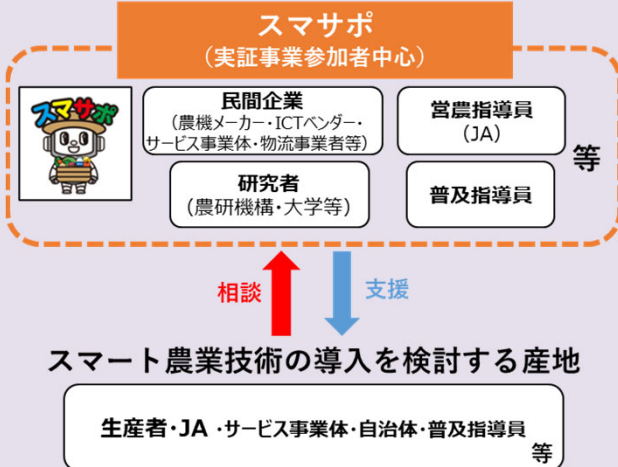 スマサポ
（実証事業参加者中心）
スマサポ
民間企業
（農機メーカー・ICTベンダー・
サービス事業体・物流事業者等）
営農指導員
（JA）
研究者
（農研機構・大学等）
普及指導員
等
相談
支援
スマート農業技術の導入を検討する産地
生産者・JA ・サービス事業体・自治体・普及指導員
等